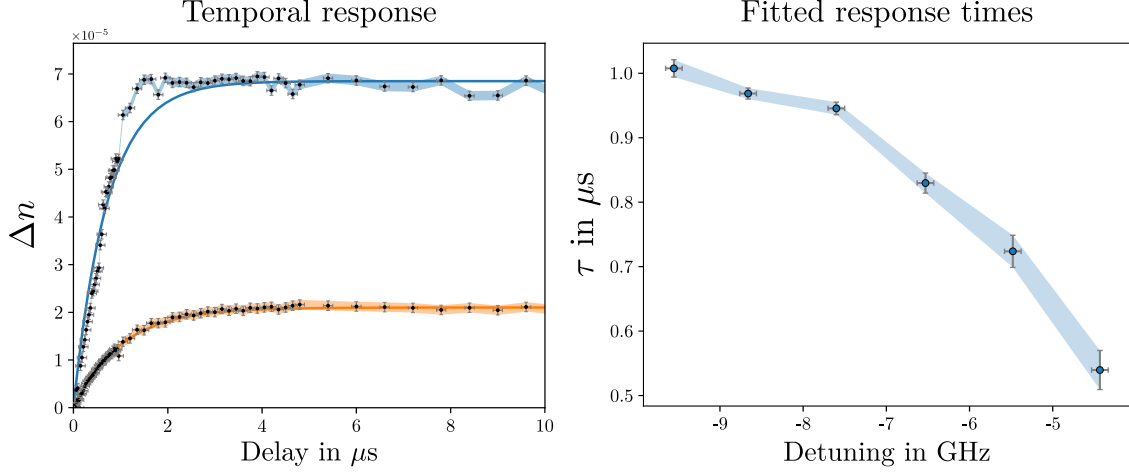 Temporal response
×10⁻⁵
7
6
5
4
3
2
1
0
Δn
0 2 4 6 8 10
Delay in μs
Fitted response times
1.0
0.9
0.8
0.7
0.6
0.5
τ in μs
-9 -8 -7 -6 -5
Detuning in GHz